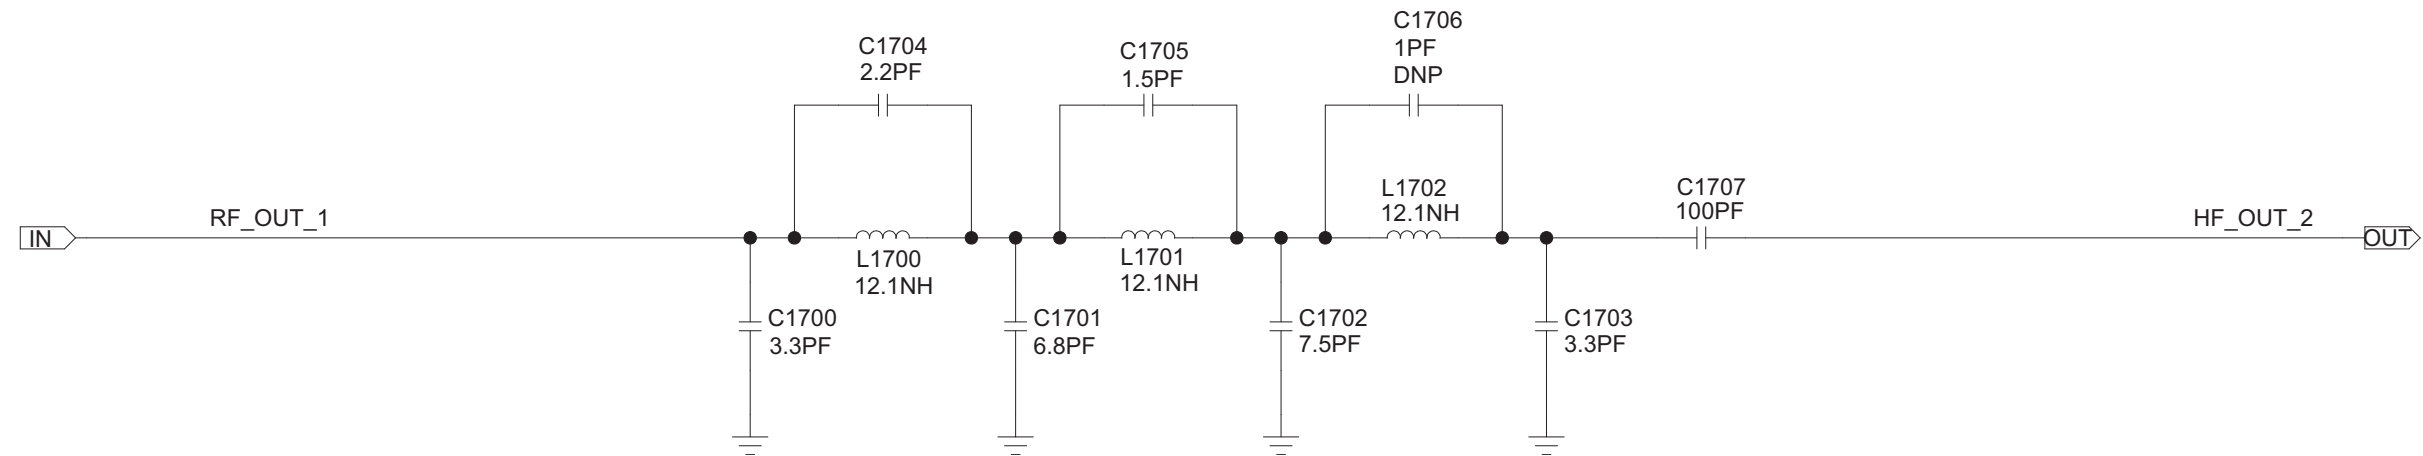 C1706
1PF
DNP
C1704
2.2PF
C1705
1.5PF
L1702
12.1NH
C1707
100PF
RF_OUT_1
HF_OUT_2
IN
OUT
L1700
12.1NH
L1701
12.1NH
C1700
3.3PF
C1701
6.8PF
C1702
7.5PF
C1703
3.3PF